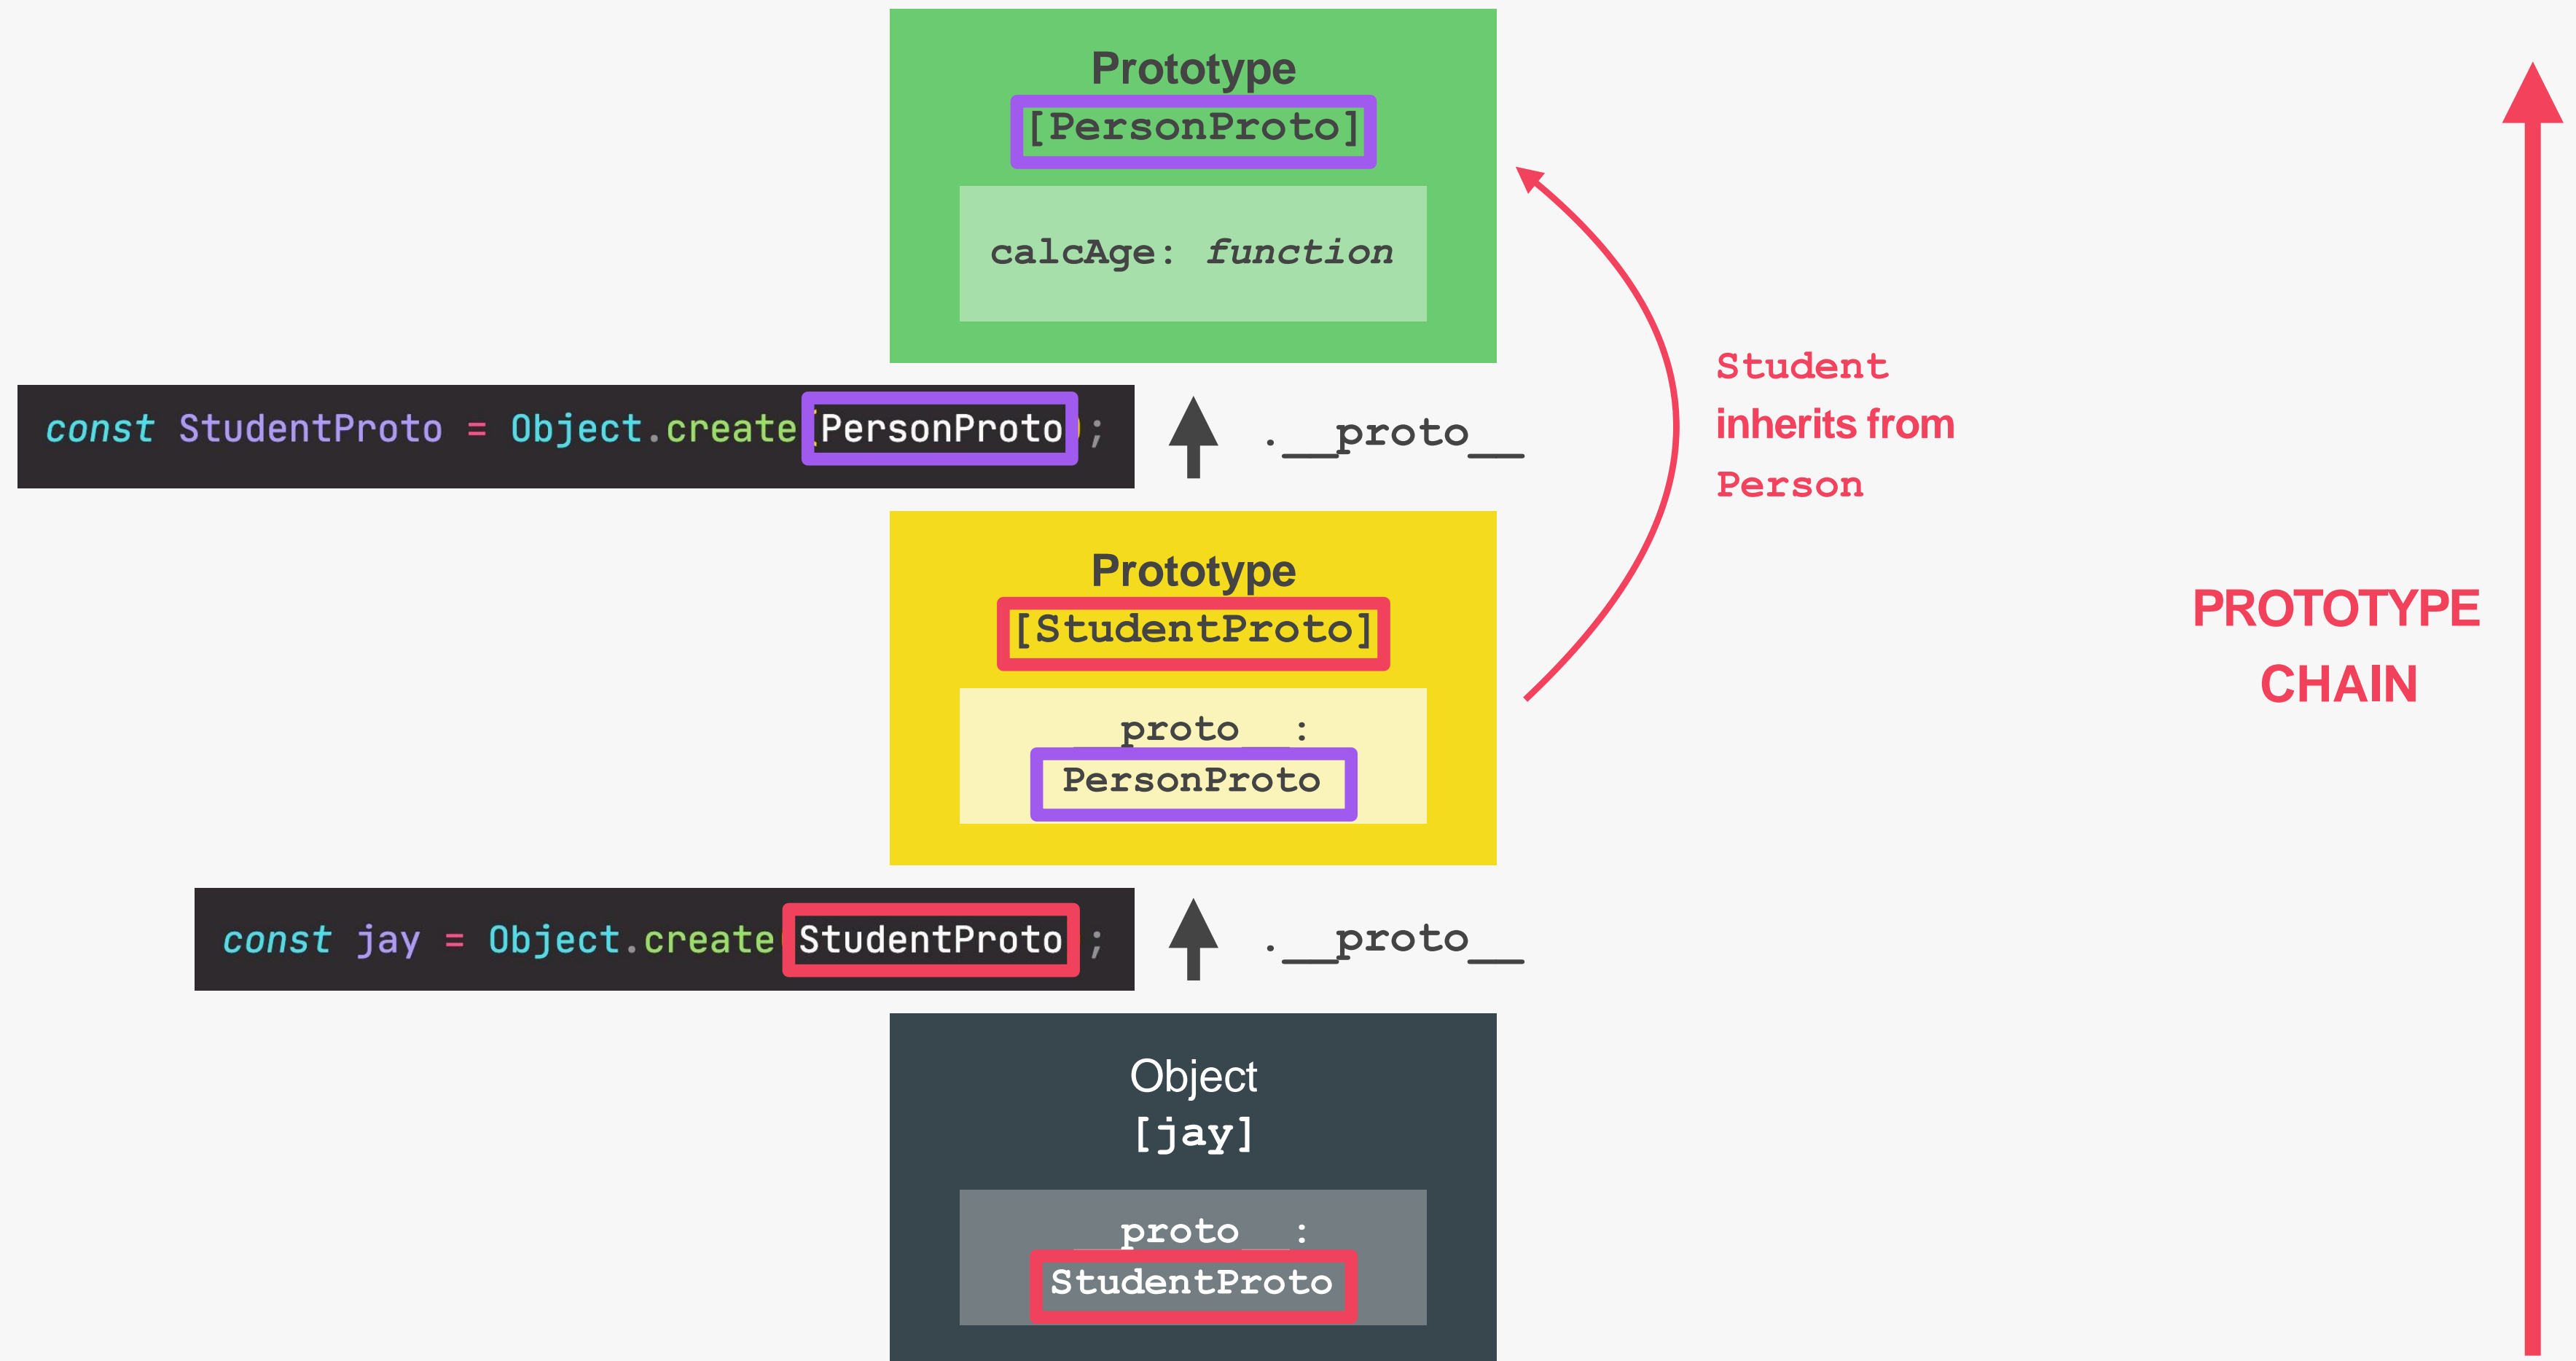 Prototype
[PersonProto]
calcAge: function
const StudentProto = Object.create(PersonProto);
.__proto__
Student
inherits from
Person
Prototype
[StudentProto]
__proto__:
PersonProto
PROTOTYPE
CHAIN
const jay = Object.create(StudentProto);
.__proto__
Object
[jay]
__proto__:
StudentProto